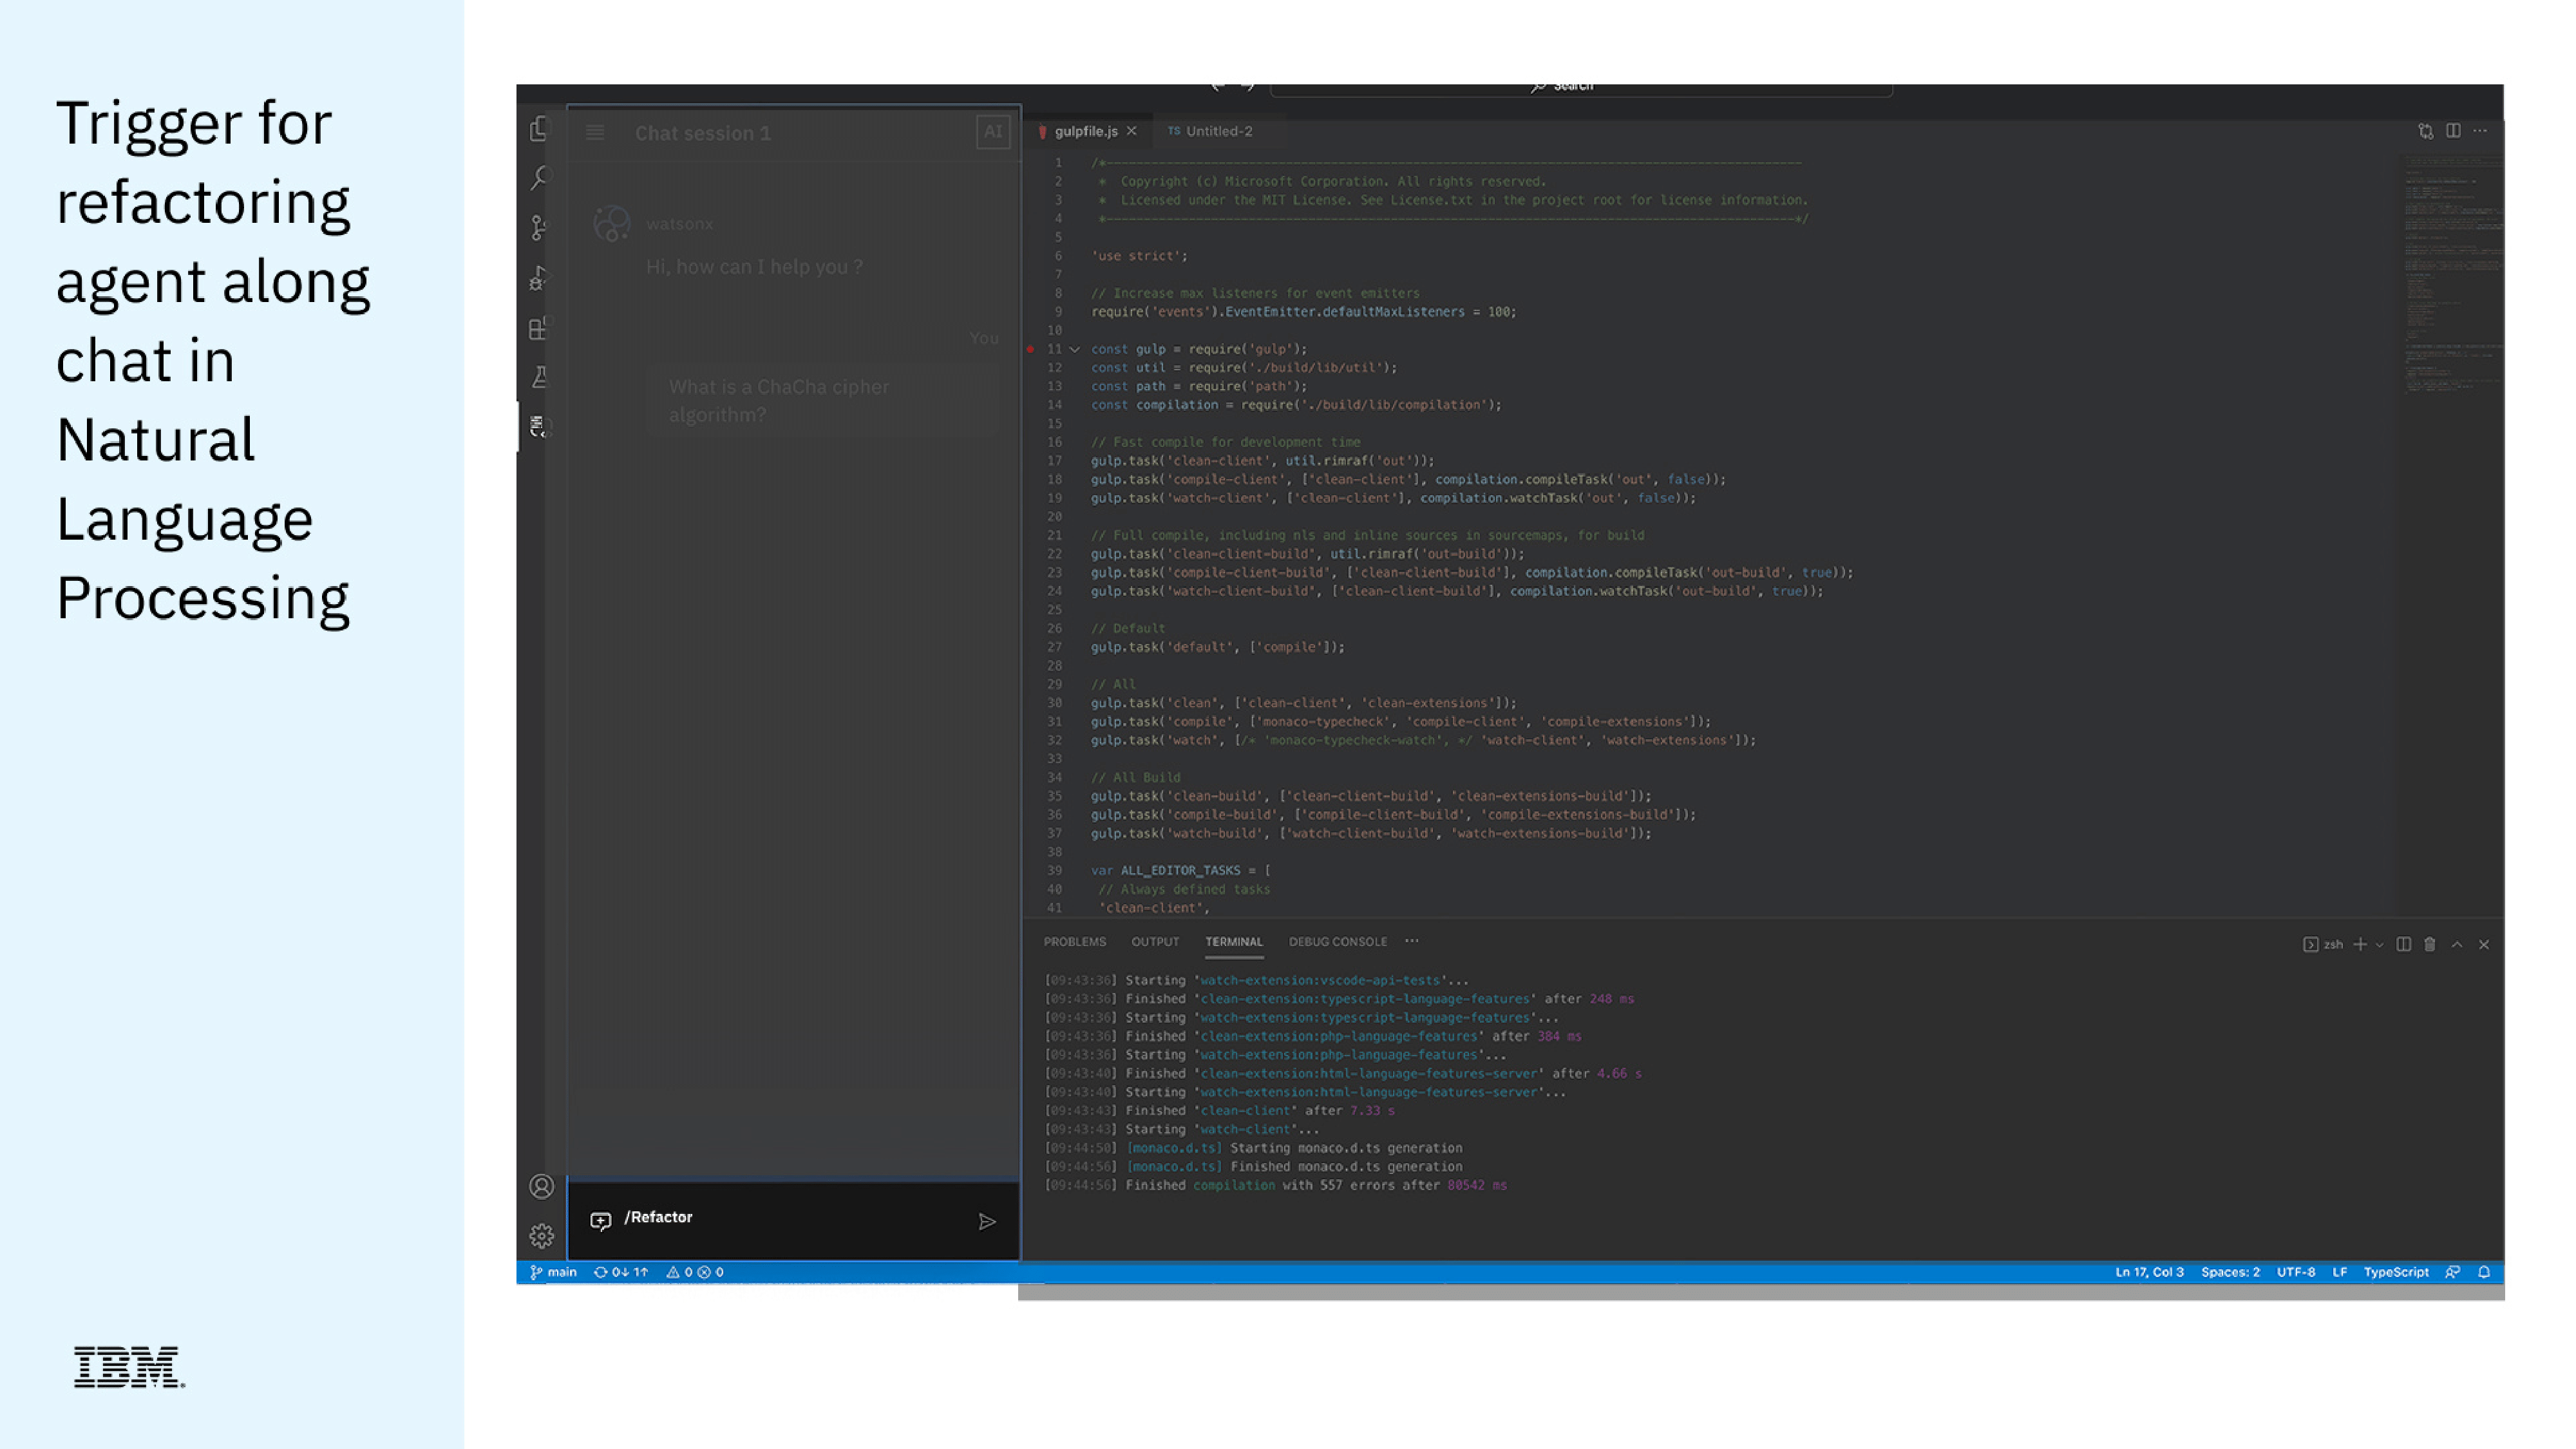 Trigger for
refactoring
agent along
chat in
Natural
Language
Processing
IBM
Search
Chat session 1
AI
watsonx
Hi, how can I help you ?
You
What is a ChaCha cipher
algorithm?
/Refactor
gulpfile.js
TS Untitled-2
1 /*---------------------------------------------------------------------------------------------
2 * Copyright (c) Microsoft Corporation. All rights reserved.
3 * Licensed under the MIT License. See License.txt in the project root for license information.
4 *--------------------------------------------------------------------------------------------*/
5
6 'use strict';
7
8 // Increase max listeners for event emitters
9 require('events').EventEmitter.defaultMaxListeners = 100;
10
11 const gulp = require('gulp');
12 const util = require('./build/lib/util');
13 const path = require('path');
14 const compilation = require('./build/lib/compilation');
15
16 // Fast compile for development time
17 gulp.task('clean-client', util.rimraf('out'));
18 gulp.task('compile-client', ['clean-client'], compilation.compileTask('out', false));
19 gulp.task('watch-client', ['clean-client'], compilation.watchTask('out', false));
20
21 // Full compile, including nls and inline sources in sourcemaps, for build
22 gulp.task('clean-client-build', util.rimraf('out-build'));
23 gulp.task('compile-client-build', ['clean-client-build'], compilation.compileTask('out-build', true));
24 gulp.task('watch-client-build', ['clean-client-build'], compilation.watchTask('out-build', true));
25
26 // Default
27 gulp.task('default', ['compile']);
28
29 // All
30 gulp.task('clean', ['clean-client', 'clean-extensions']);
31 gulp.task('compile', ['monaco-typecheck', 'compile-client', 'compile-extensions']);
32 gulp.task('watch', [/* 'monaco-typecheck-watch', */ 'watch-client', 'watch-extensions']);
33
34 // All Build
35 gulp.task('clean-build', ['clean-client-build', 'clean-extensions-build']);
36 gulp.task('compile-build', ['compile-client-build', 'compile-extensions-build']);
37 gulp.task('watch-build', ['watch-client-build', 'watch-extensions-build']);
38
39 var ALL_EDITOR_TASKS = [
40 // Always defined tasks
41 'clean-client',
PROBLEMS OUTPUT TERMINAL DEBUG CONSOLE ··· zsh
[09:43:36] Starting 'watch-extension:vscode-api-tests'...
[09:43:36] Finished 'clean-extension:typescript-language-features' after 248 ms
[09:43:36] Starting 'watch-extension:typescript-language-features'...
[09:43:36] Finished 'clean-extension:php-language-features' after 384 ms
[09:43:36] Starting 'watch-extension:php-language-features'...
[09:43:40] Finished 'clean-extension:html-language-features-server' after 4.66 s
[09:43:40] Starting 'watch-extension:html-language-features-server'...
[09:43:43] Finished 'clean-client' after 7.33 s
[09:43:43] Starting 'watch-client'...
[09:44:50] [monaco.d.ts] Starting monaco.d.ts generation
[09:44:56] [monaco.d.ts] Finished monaco.d.ts generation
[09:44:56] Finished compilation with 557 errors after 80542 ms
main 0↓ 1↑ 0 0 Ln 17, Col 3 Spaces: 2 UTF-8 LF TypeScript